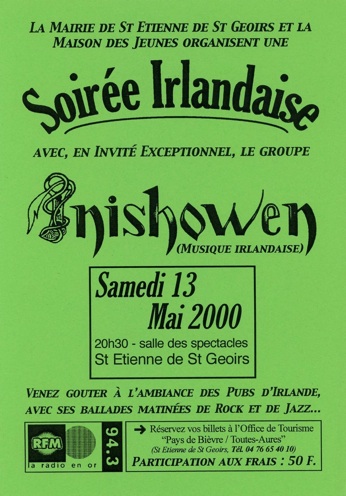 La Mairie de St Etienne de St Geoirs et la
Maison des Jeunes organisent une
Soirée Irlandaise
avec, en Invité Exceptionnel, le groupe
Inishowen
(Musique irlandaise)
Samedi 13
Mai 2000
20h30 - salle des spectacles
St Etienne de St Geoirs
Venez gouter à l'ambiance des Pubs d'Irlande,
avec ses ballades matinées de Rock et de Jazz...
RFM
la radio en or
94.3
→ Réservez vos billets à l'Office de Tourisme
"Pays de Bièvre / Toutes-Aures"
(St Etienne de St Geoirs, Tél. 04 76 65 40 10)
Participation aux frais : 50 F.